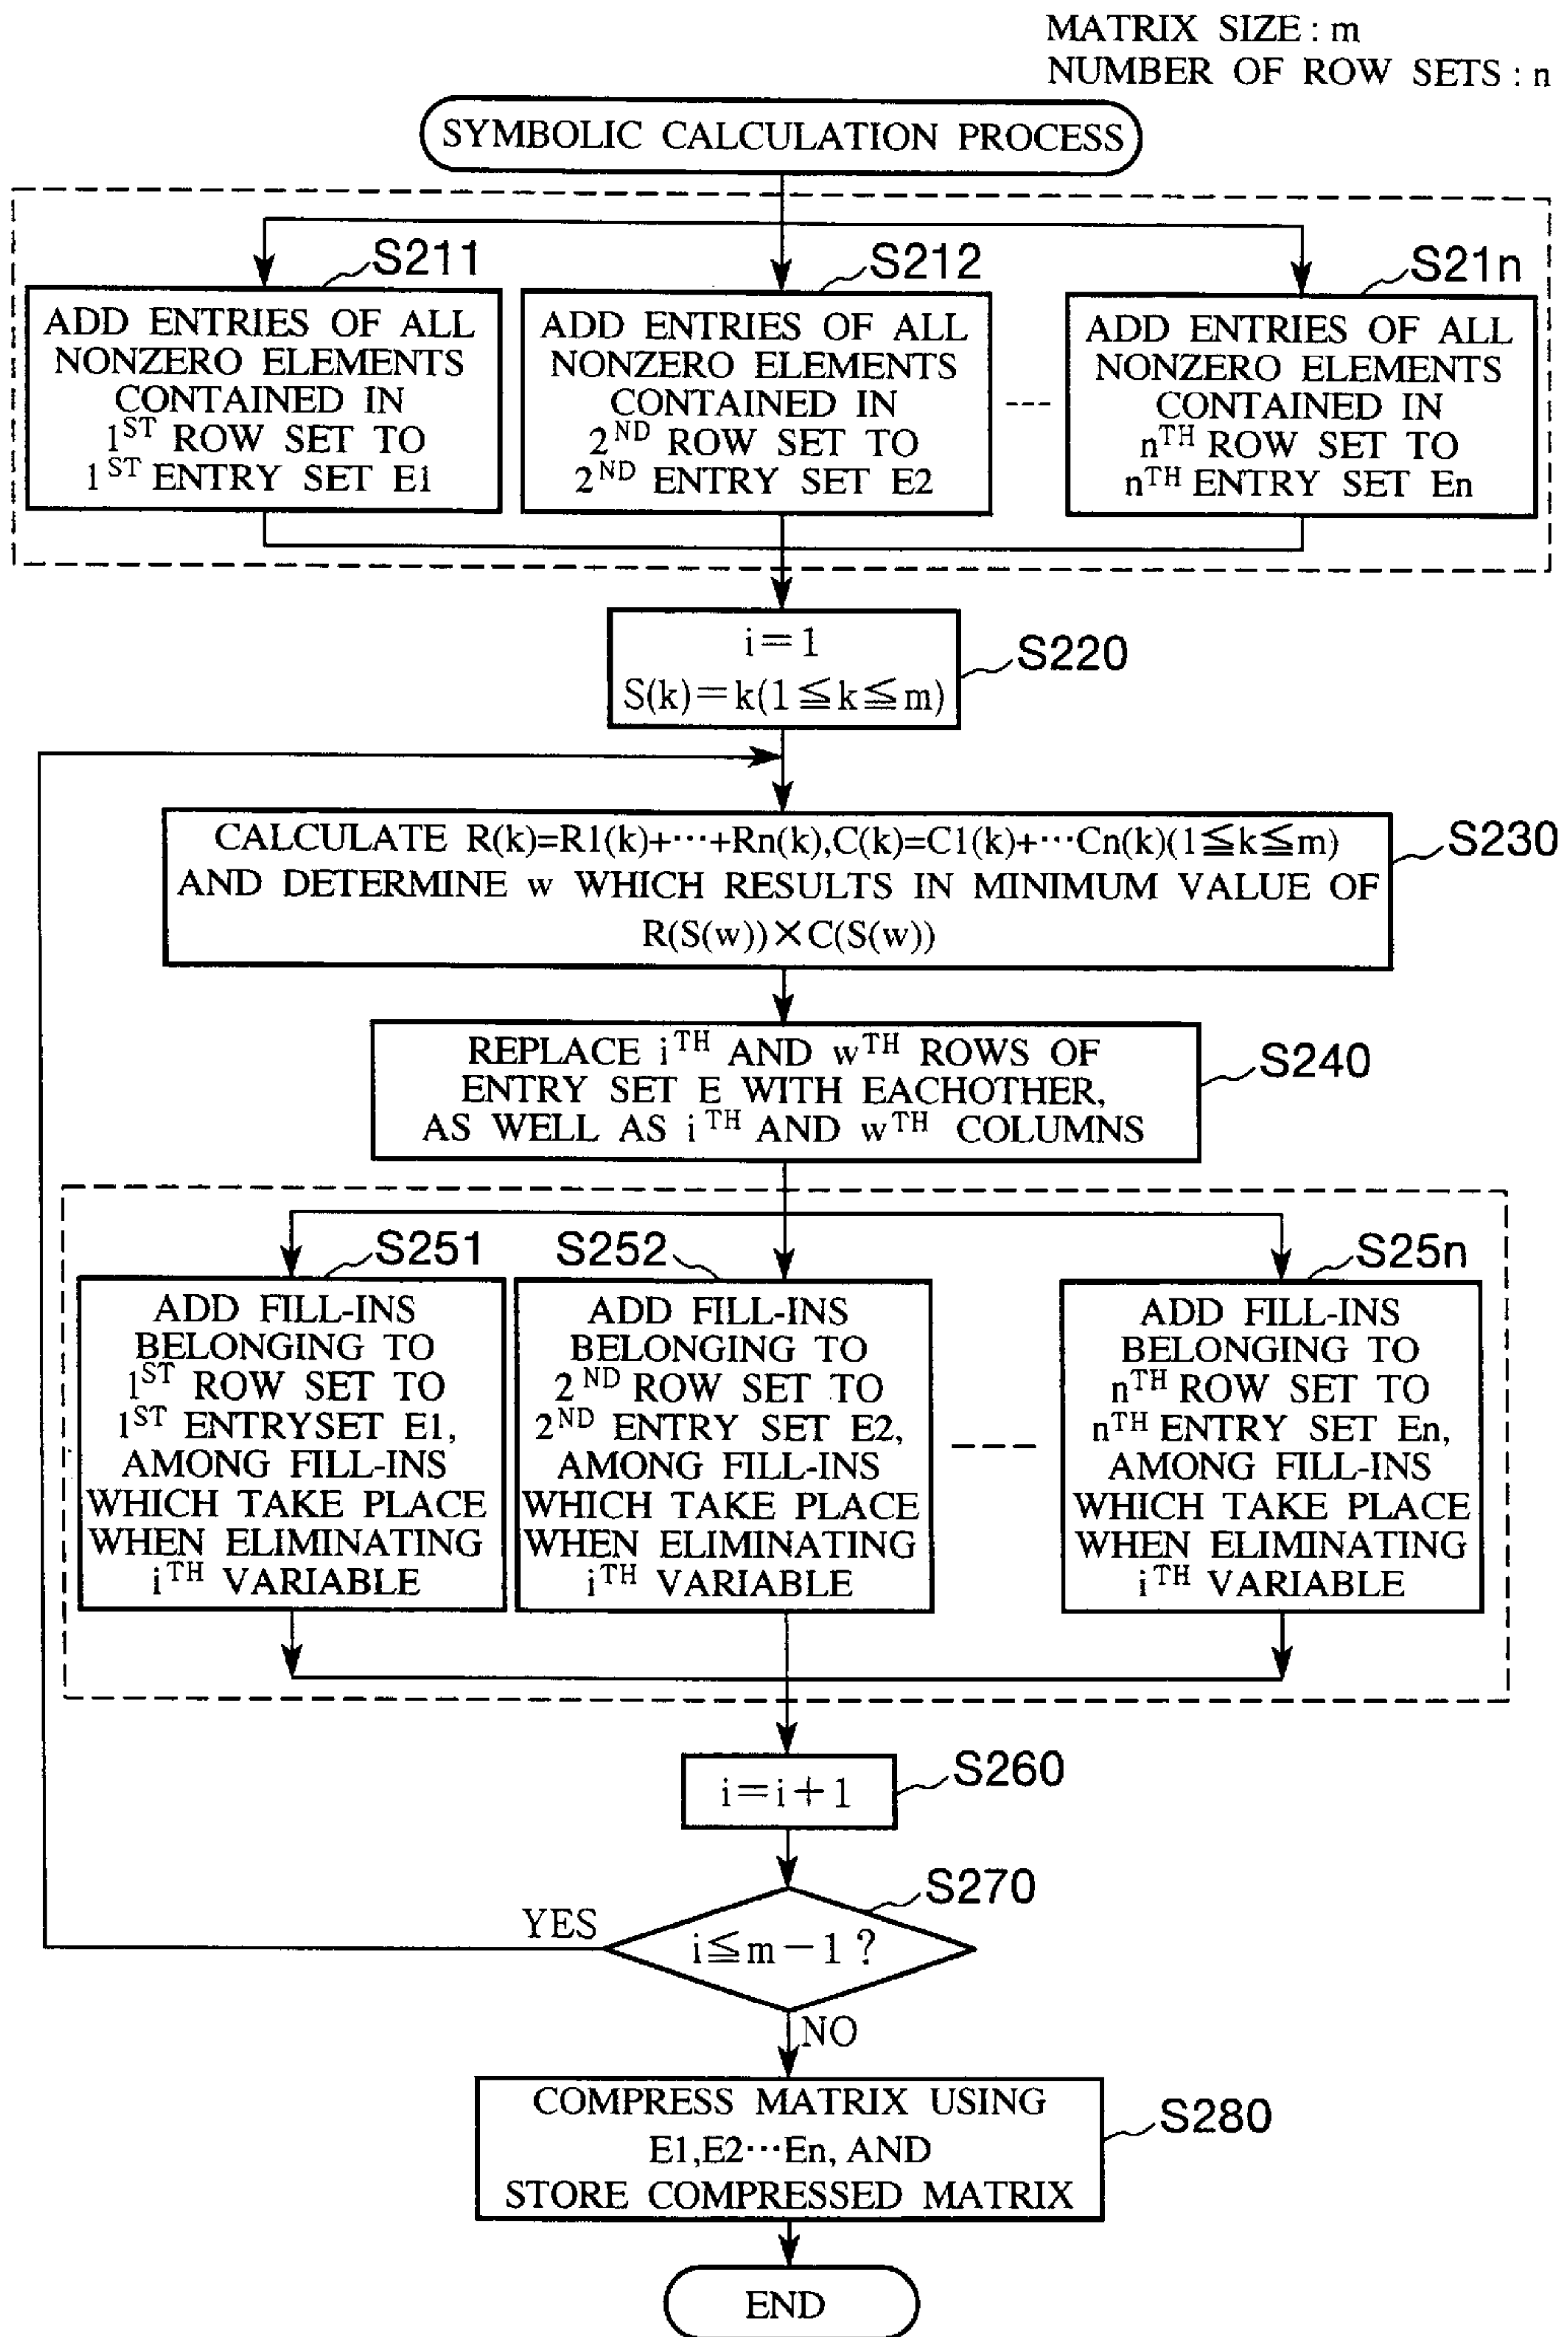 MATRIX SIZE : m
NUMBER OF ROW SETS : n
SYMBOLIC CALCULATION PROCESS
S211
ADD ENTRIES OF ALL
NONZERO ELEMENTS
CONTAINED IN
1ST ROW SET TO
1ST ENTRY SET E1
S212
ADD ENTRIES OF ALL
NONZERO ELEMENTS
CONTAINED IN
2ND ROW SET TO
2ND ENTRY SET E2
---
S21n
ADD ENTRIES OF ALL
NONZERO ELEMENTS
CONTAINED IN
nTH ROW SET TO
nTH ENTRY SET En
i=1
S(k)=k(1≦k≦m)
S220
CALCULATE R(k)=R1(k)+···+Rn(k),C(k)=C1(k)+···Cn(k)(1≦k≦m)
AND DETERMINE w WHICH RESULTS IN MINIMUM VALUE OF
R(S(w))×C(S(w))
S230
REPLACE iTH AND wTH ROWS OF
ENTRY SET E WITH EACHOTHER,
AS WELL AS iTH AND wTH COLUMNS
S240
S251
ADD FILL-INS
BELONGING TO
1ST ROW SET TO
1ST ENTRYSET E1,
AMONG FILL-INS
WHICH TAKE PLACE
WHEN ELIMINATING
iTH VARIABLE
S252
ADD FILL-INS
BELONGING TO
2ND ROW SET TO
2ND ENTRY SET E2,
AMONG FILL-INS
WHICH TAKE PLACE
WHEN ELIMINATING
iTH VARIABLE
----
S25n
ADD FILL-INS
BELONGING TO
nTH ROW SET TO
nTH ENTRY SET En,
AMONG FILL-INS
WHICH TAKE PLACE
WHEN ELIMINATING
iTH VARIABLE
i=i+1
S260
S270
YES
i≦m-1 ?
NO
COMPRESS MATRIX USING
E1,E2···En, AND
STORE COMPRESSED MATRIX
S280
END